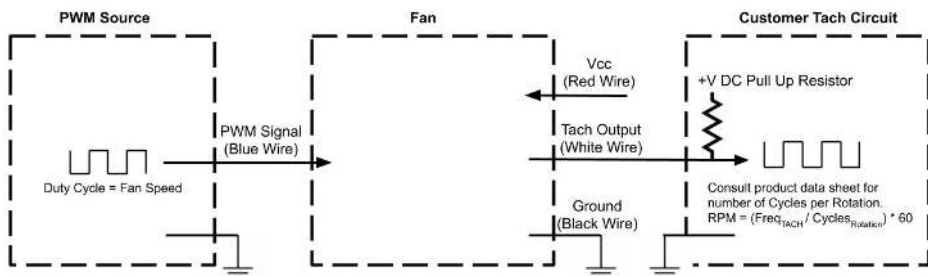 PWM Source
Fan
Customer Tach Circuit
Vcc
(Red Wire)
+V DC Pull Up Resistor
PWM Signal
(Blue Wire)
Tach Output
(White Wire)
Duty Cycle = Fan Speed
Consult product data sheet for
number of Cycles per Rotation.
RPM = (Freq_TACH / Cycles_Rotation) * 60
Ground
(Black Wire)